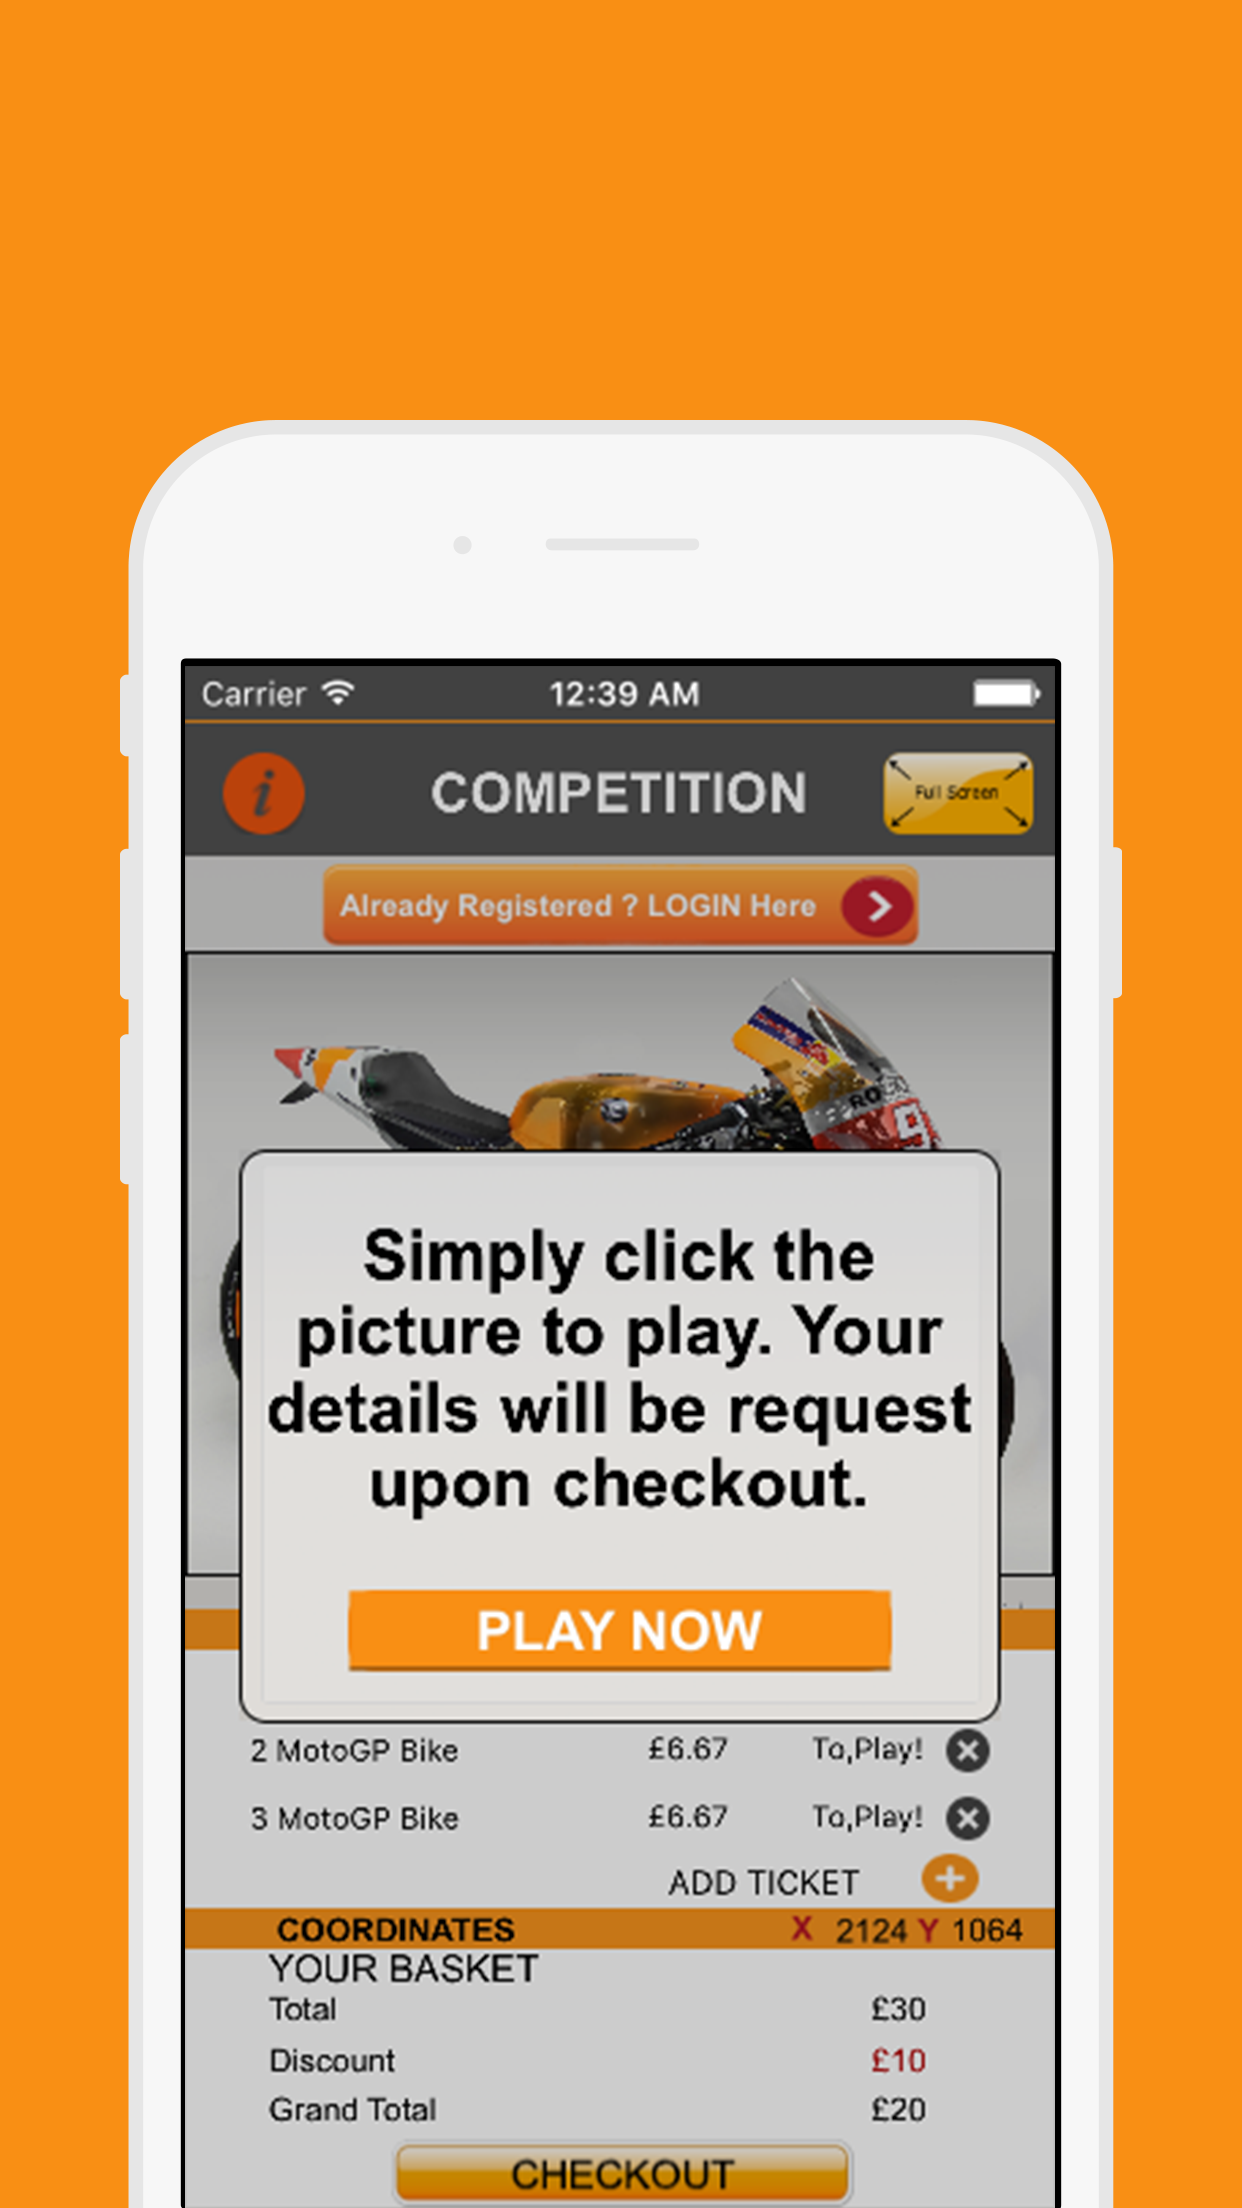 Carrier 12:39 AM
i COMPETITION Full Screen
Already Registered ? LOGIN Here
RO
9
Simply click the
picture to play. Your
details will be request
upon checkout.
PLAY NOW
2 MotoGP Bike £6.67 To,Play!
3 MotoGP Bike £6.67 To,Play!
ADD TICKET
COORDINATES X 2124 Y 1064
YOUR BASKET
Total £30
Discount £10
Grand Total £20
CHECKOUT